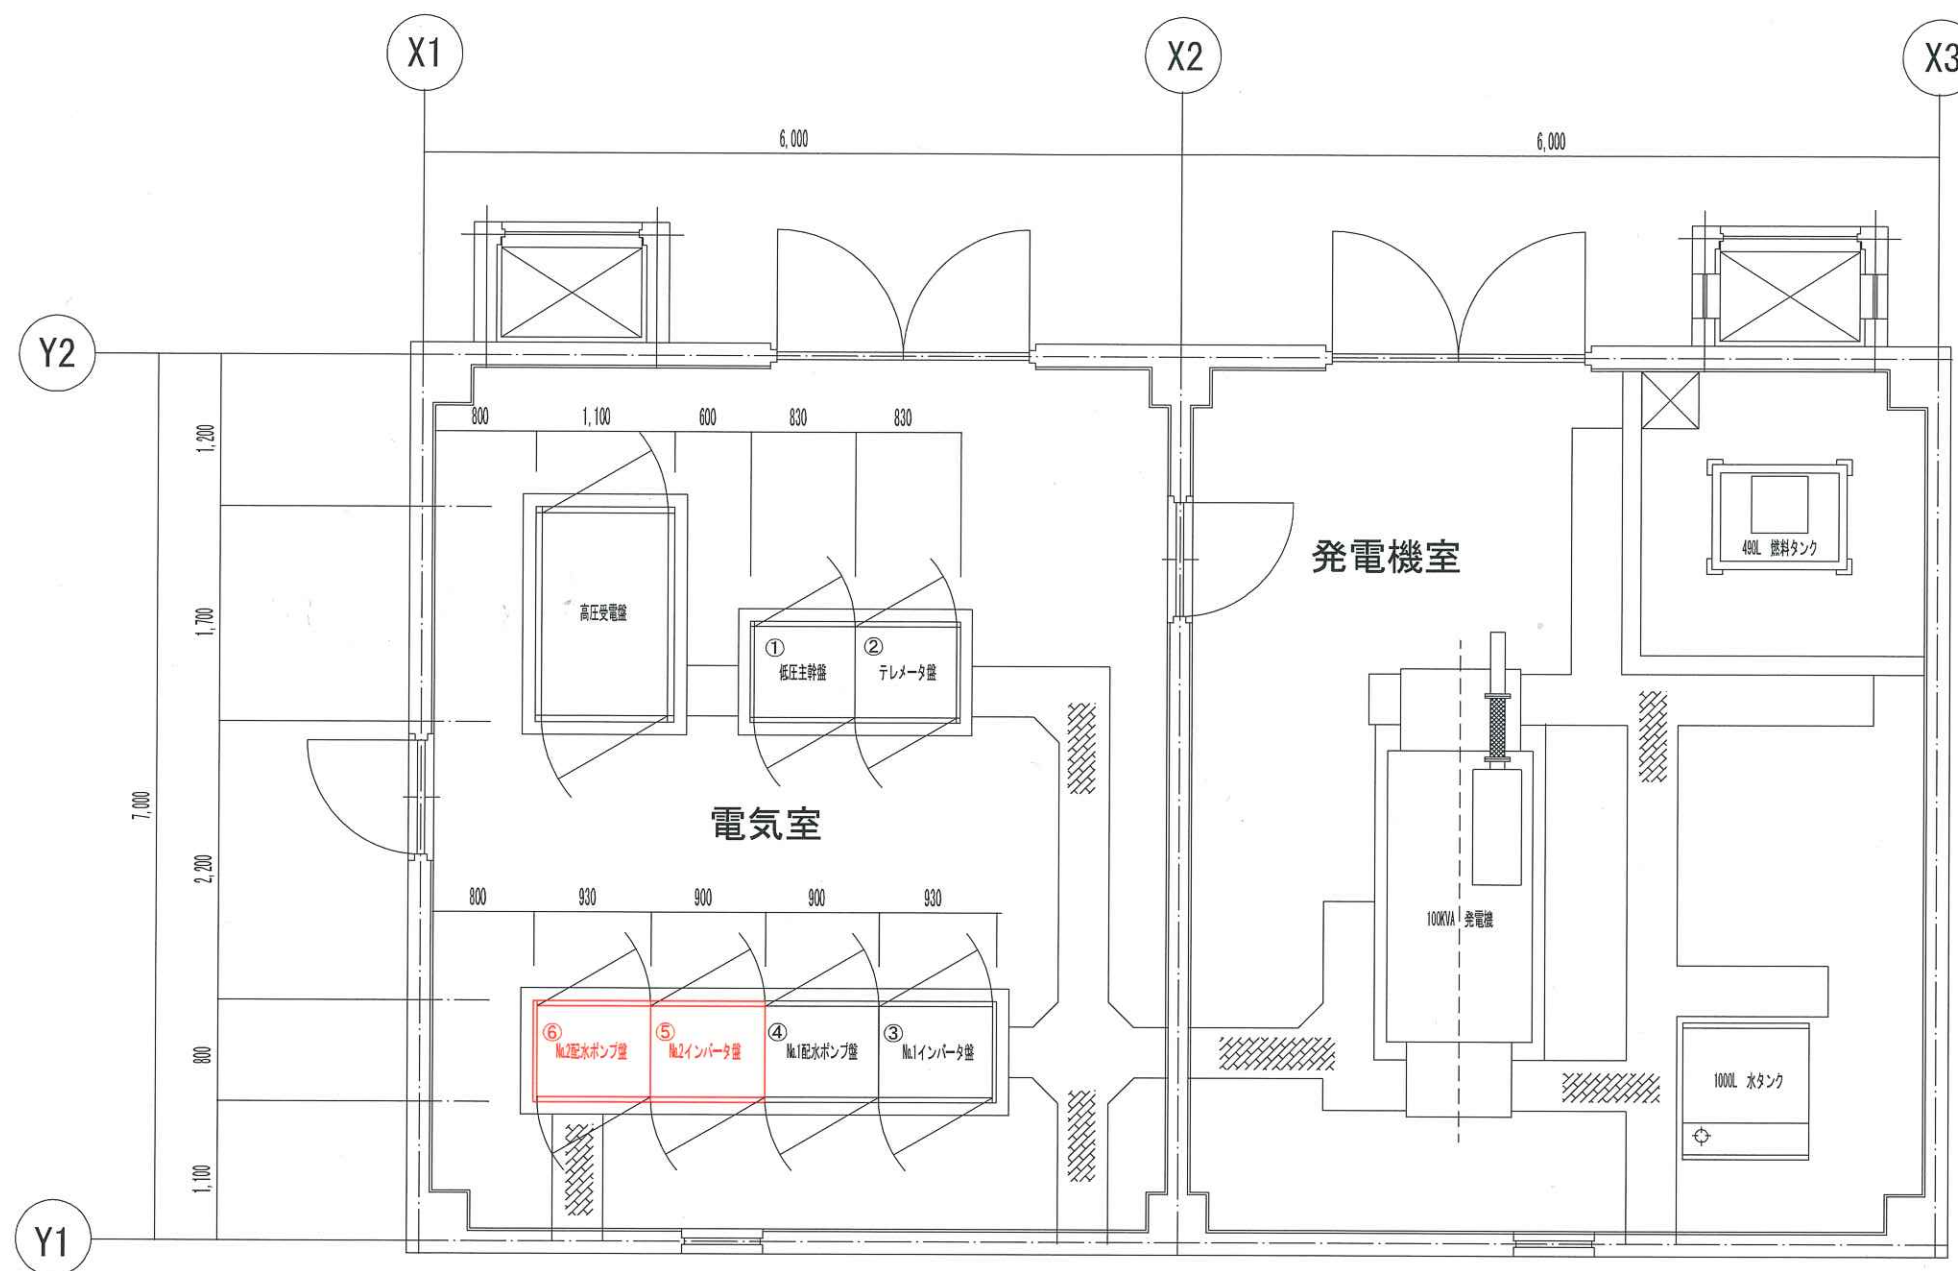 X1
X2
X3
6,000
6,000
Y2
800
1,100
600
830
830
1,200
発電機室
490L 燃料タンク
高圧受電盤
1,700
①
低圧主幹盤
②
テレメータ盤
7,000
電気室
2,200
800
930
900
900
930
100KVA 発電機
⑥
No.2配水ポンプ盤
⑤
No.2インバータ盤
④
No.1配水ポンプ盤
③
No.1インバータ盤
800
1000L 水タンク
1,100
Y1